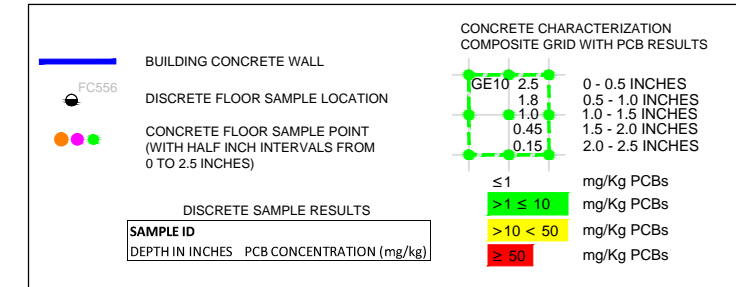 BUILDING CONCRETE WALL
FC556
DISCRETE FLOOR SAMPLE LOCATION
CONCRETE FLOOR SAMPLE POINT
(WITH HALF INCH INTERVALS FROM
0 TO 2.5 INCHES)
DISCRETE SAMPLE RESULTS
SAMPLE ID
DEPTH IN INCHES PCB CONCENTRATION (mg/kg)
CONCRETE CHARACTERIZATION
COMPOSITE GRID WITH PCB RESULTS
GE10 2.5 0 - 0.5 INCHES
1.8 0.5 - 1.0 INCHES
1.0 1.0 - 1.5 INCHES
0.45 1.5 - 2.0 INCHES
0.15 2.0 - 2.5 INCHES
≤1 mg/Kg PCBs
>1 ≤ 10 mg/Kg PCBs
>10 < 50 mg/Kg PCBs
≥ 50 mg/Kg PCBs